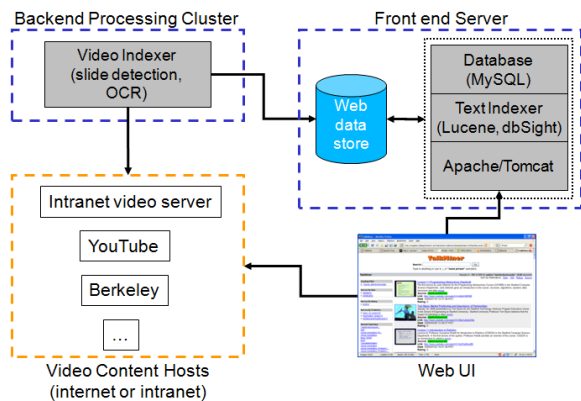 Backend Processing Cluster
Front end Server
Video Indexer
(slide detection,
OCR)
Web
data
store
Database
(MySQL)
Text Indexer
(Lucene, dbSight)
Apache/Tomcat
Intranet video server
YouTube
Berkeley
...
Video Content Hosts
(internet or intranet)
TalkMiner
Web UI